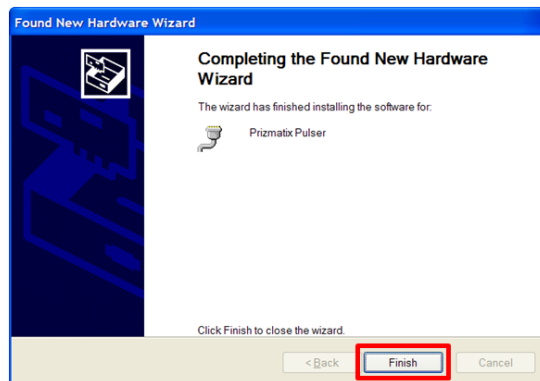 Found New Hardware Wizard
Completing the Found New Hardware
Wizard
The wizard has finished installing the software for:
Prizmatix Pulser
Click Finish to close the wizard.
< Back
Finish
Cancel